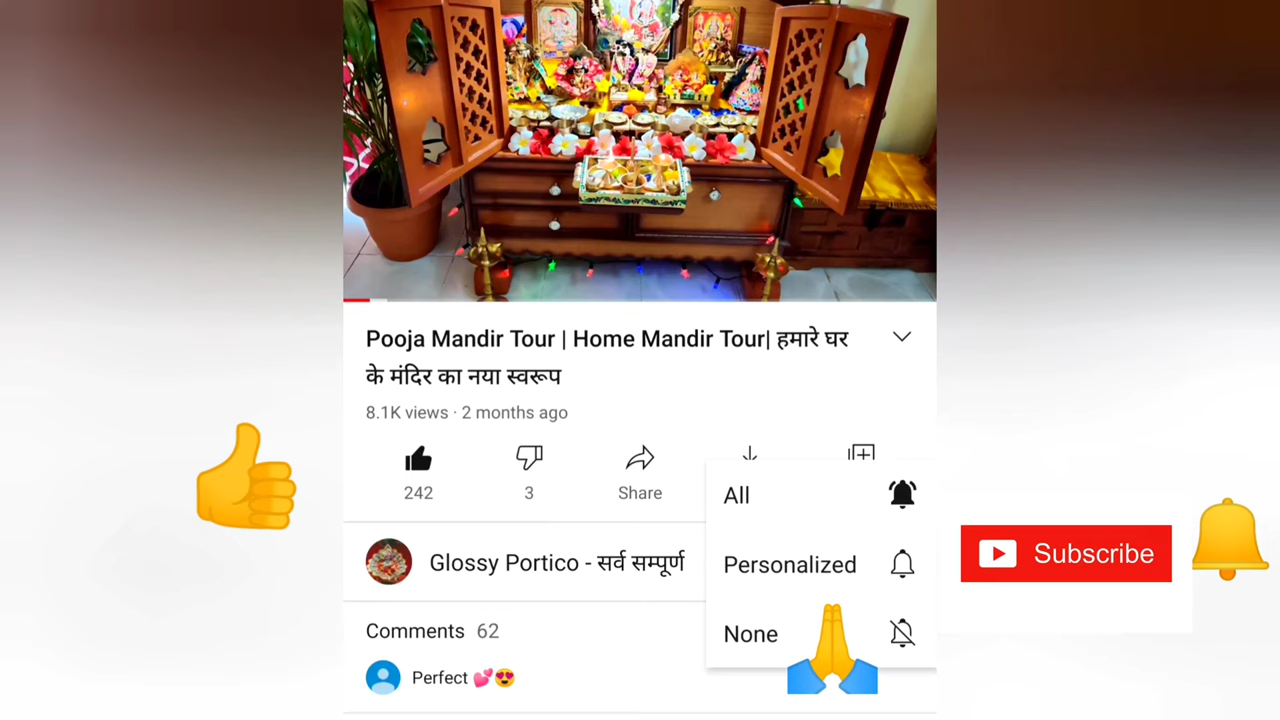 Pooja Mandir Tour | Home Mandir Tour| हमारे घर
के मंदिर का नया स्वरूप
8.1K views · 2 months ago
242
3
Share
All
Personalized
None
Glossy Portico - सर्व सम्पूर्ण
Subscribe
Comments 62
Perfect 💕😍